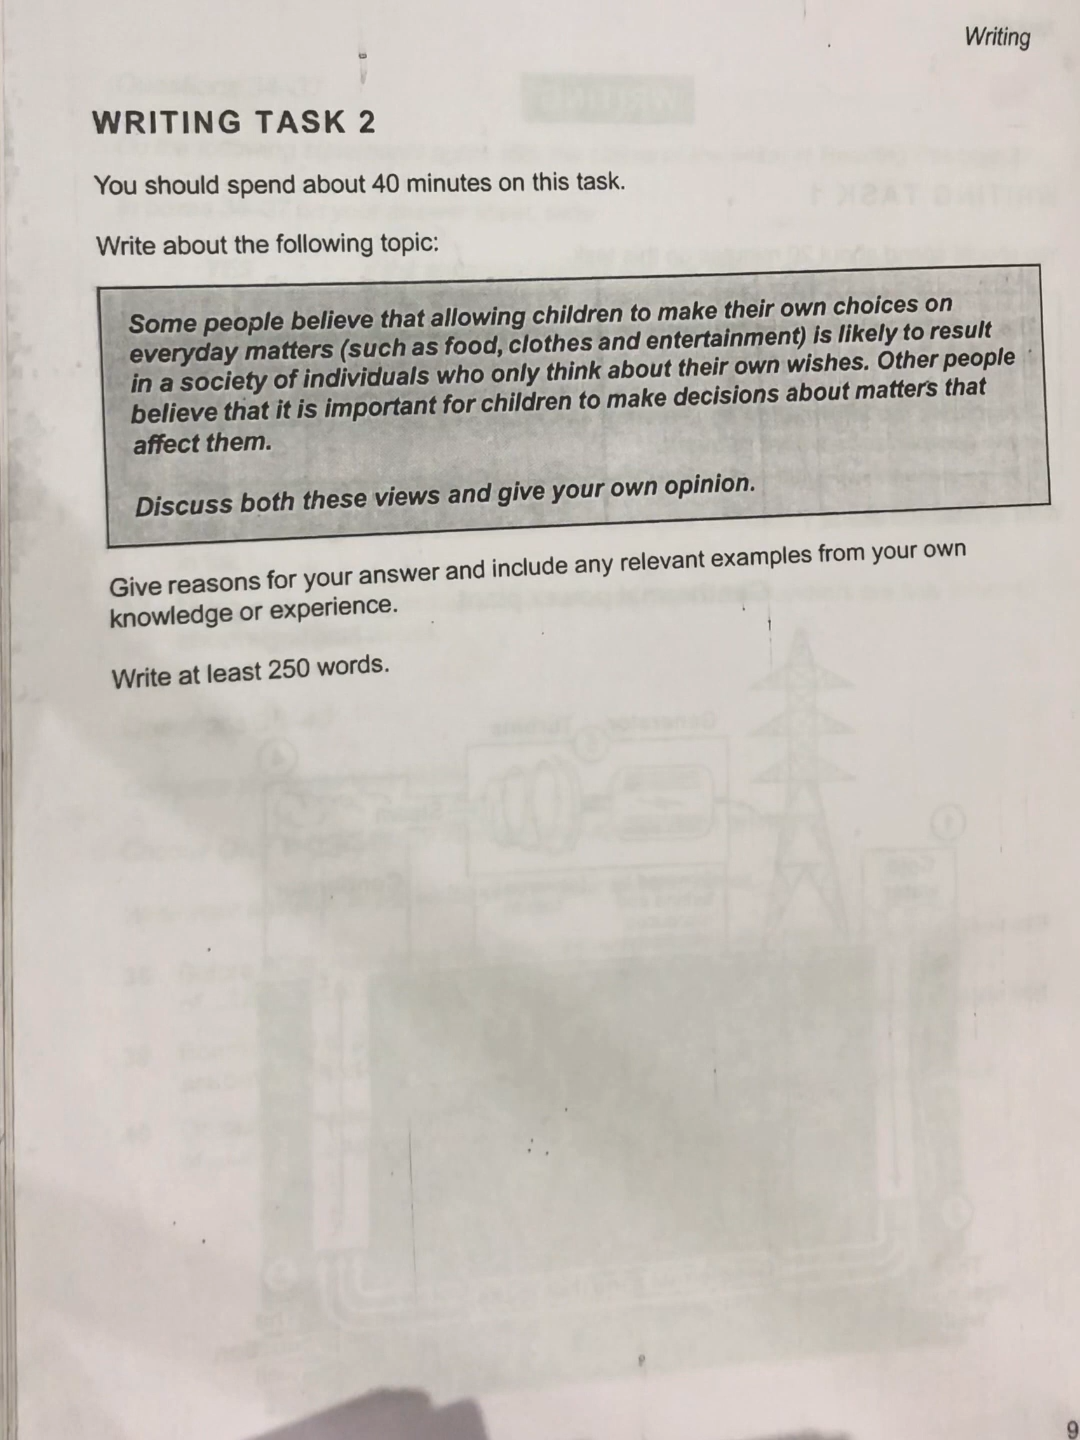 Writing
WRITING TASK 2
You should spend about 40 minutes on this task.
Write about the following topic:
Some people believe that allowing children to make their own choices on
everyday matters (such as food, clothes and entertainment) is likely to result
in a society of individuals who only think about their own wishes. Other people
believe that it is important for children to make decisions about matters that
affect them.
Discuss both these views and give your own opinion.
Give reasons for your answer and include any relevant examples from your own
knowledge or experience.
Write at least 250 words.
9